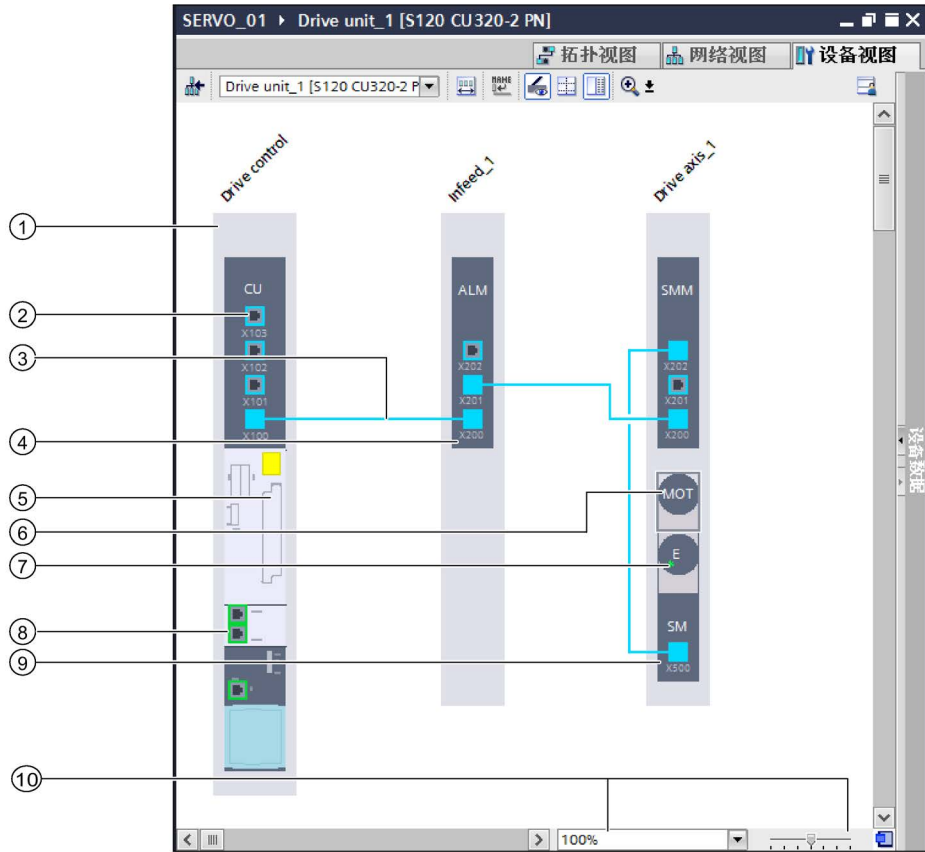 SERVO_01 ▸ Drive unit_1 [S120 CU320-2 PN]
拓扑视图 网络视图 设备视图
Drive unit_1 [S120 CU320-2 P
NAME
Drive control
Infeed_1
Drive axis_1
①
CU
ALM
SMM
②
X103
③
X102
X202
X202
X101
X201
X201
④
X100
X200
X200
⑤
MOT
⑥
⑦
E
⑧
SM
⑨
X500
⑩
100%
设备数据